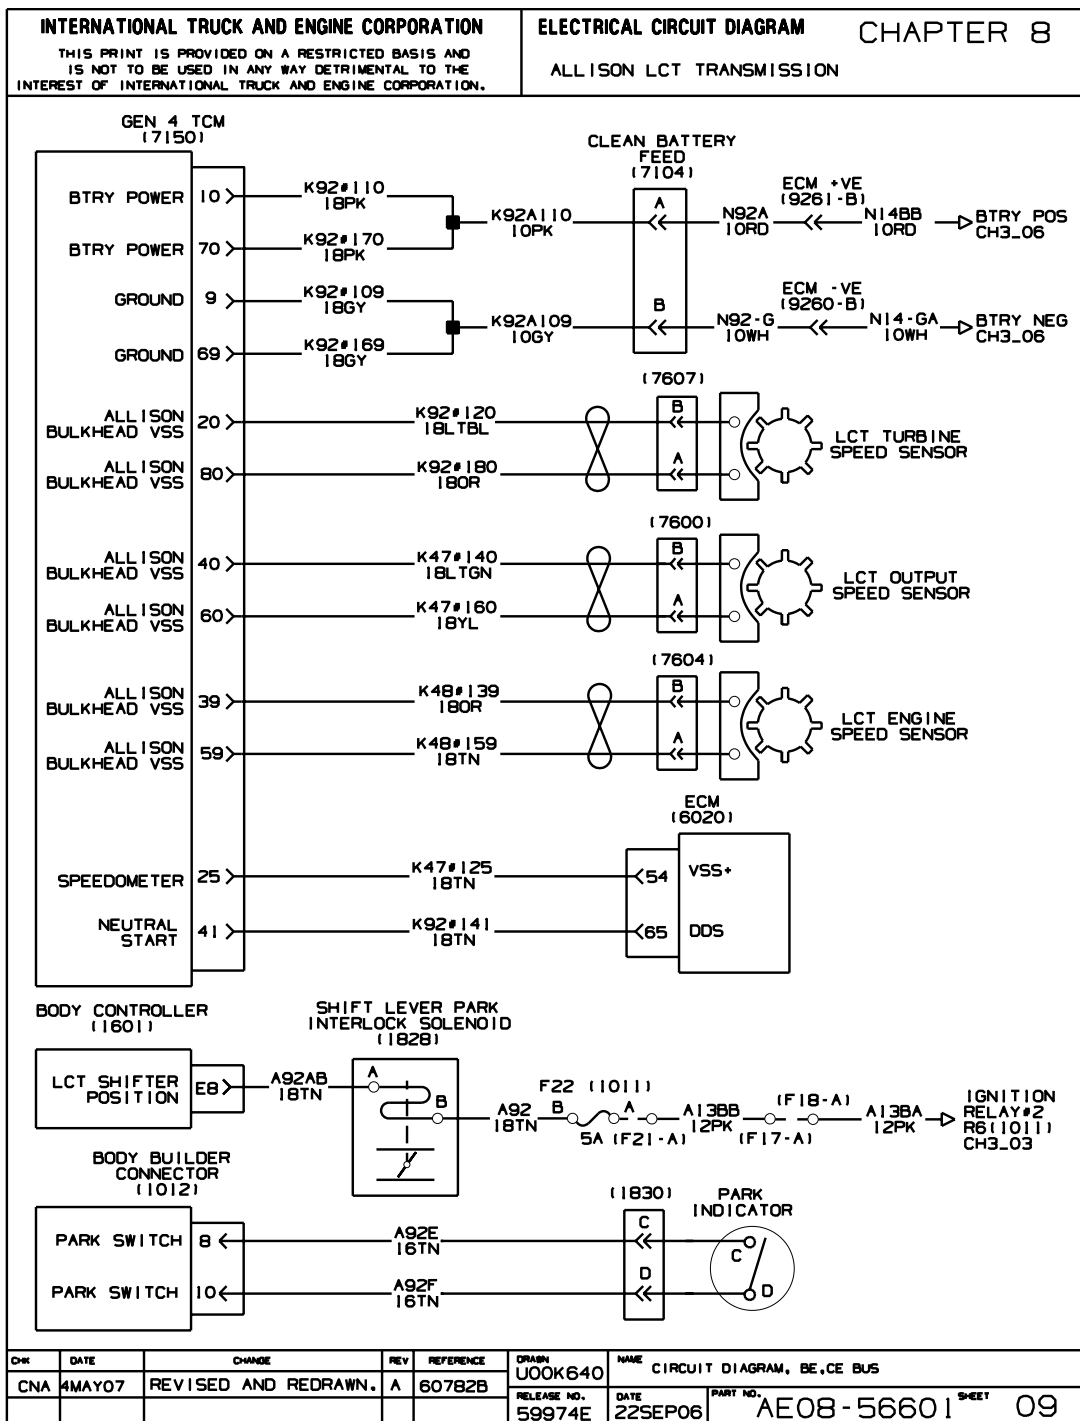 INTERNATIONAL TRUCK AND ENGINE CORPORATION
THIS PRINT IS PROVIDED ON A RESTRICTED BASIS AND
IS NOT TO BE USED IN ANY WAY DETRIMENTAL TO THE
INTEREST OF INTERNATIONAL TRUCK AND ENGINE CORPORATION.
ELECTRICAL CIRCUIT DIAGRAM
CHAPTER 8
ALLISON LCT TRANSMISSION
GEN 4 TCM
(7150)
CLEAN BATTERY
FEED
(7104)
ECM +VE
(9261-B)
BTRY POWER
10
K92#110
18PK
A
K92A110
10PK
N92A
10RD
N14BB
10RD
BTRY POS
CH3_06
BTRY POWER
70
K92#170
18PK
ECM -VE
(9260-B)
GROUND
9
K92#109
18GY
B
K92A109
10GY
N92-G
10WH
N14-GA
10WH
BTRY NEG
CH3_06
GROUND
69
K92#169
18GY
(7607)
ALLISON
BULKHEAD VSS
20
K92#120
18LTBL
B
LCT TURBINE
SPEED SENSOR
ALLISON
BULKHEAD VSS
80
K92#180
18OR
A
(7600)
ALLISON
BULKHEAD VSS
40
K47#140
18LTGN
B
LCT OUTPUT
SPEED SENSOR
ALLISON
BULKHEAD VSS
60
K47#160
18YL
A
(7604)
ALLISON
BULKHEAD VSS
39
K48#139
18OR
B
LCT ENGINE
SPEED SENSOR
ALLISON
BULKHEAD VSS
59
K48#159
18TN
A
ECM
(6020)
SPEEDOMETER
25
K47#125
18TN
54
VSS+
NEUTRAL
START
41
K92#141
18TN
65
DDS
BODY CONTROLLER
(1601)
SHIFT LEVER PARK
INTERLOCK SOLENOID
(1828)
LCT SHIFTER
POSITION
E8
A92AB
18TN
A
B
A92
18TN
F22 (1011)
B
A
5A
(F21-A)
A13BB
12PK
(F18-A)
(F17-A)
A13BA
12PK
IGNITION
RELAY#2
R6(1011)
CH3_03
BODY BUILDER
CONNECTOR
(1012)
(1830)
PARK
INDICATOR
PARK SWITCH
8
A92E
16TN
C
C
PARK SWITCH
10
A92F
16TN
D
D
CHK
DATE
CHANGE
REV
REFERENCE
CNA
4MAY07
REVISED AND REDRAWN.
A
60782B
DRAWN
U00K640
NAME
CIRCUIT DIAGRAM, BE,CE BUS
RELEASE NO.
59974E
DATE
22SEP06
PART NO.
AE08-56601
SHEET
09